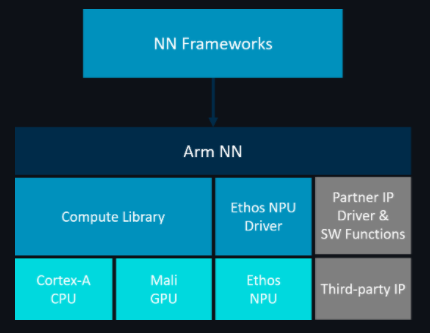 NN Frameworks
Arm NN
Compute Library
Ethos NPU
Driver
Partner IP
Driver &
SW Functions
Cortex-A
CPU
Mali
GPU
Ethos
NPU
Third-party IP